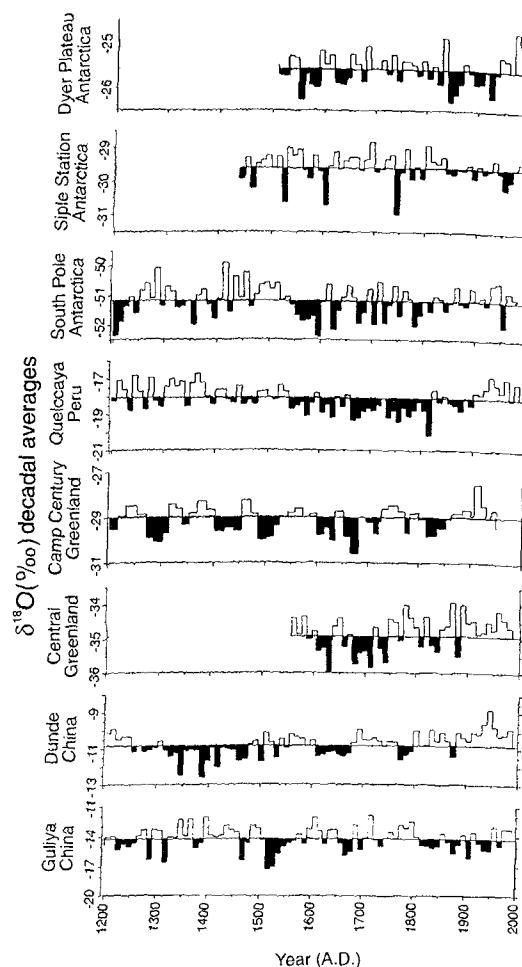 δ¹⁸O(‰) decadal averages
Dyer Plateau
Antarctica
-25
-26
Siple Station
Antarctica
-29
-30
-31
South Pole
Antarctica
-50
-51
-52
Quelccaya
Peru
-17
-19
-21
Camp Century
Greenland
-27
-29
-31
Central
Greenland
-34
-35
-36
Dunde
China
-9
-11
-13
Guliya
China
-11
-14
-17
-20
1200
1300
1400
1500
1600
1700
1800
1900
2000
Year (A.D.)